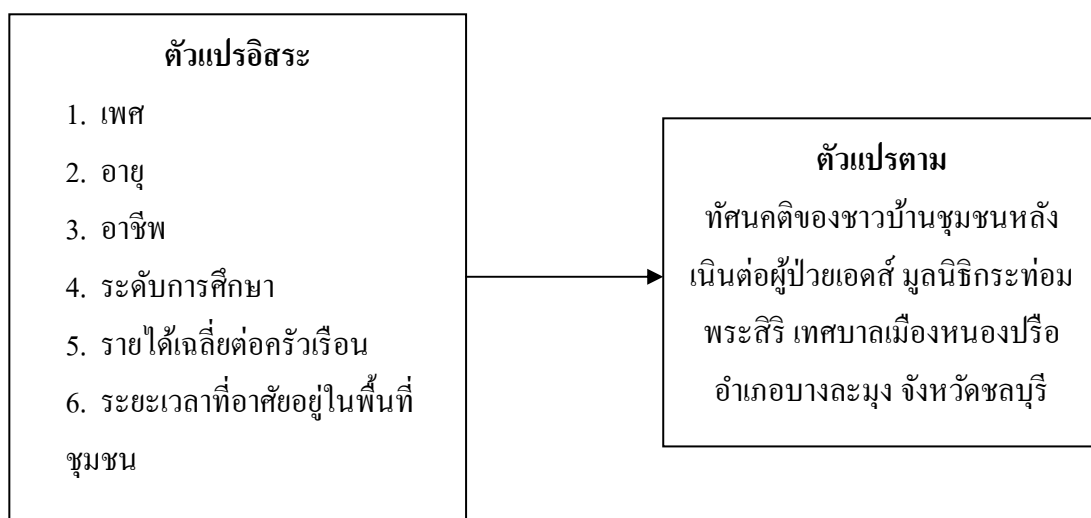 ตัวแปรอิสระ
1. เพศ
2. อายุ
3. อาชีพ
4. ระดับการศึกษา
5. รายได้เฉลี่ยต่อครัวเรือน
6. ระยะเวลาที่อาศัยอยู่ในพื้นที่
ชุมชน
ตัวแปรตาม
ทัศนคติของชาวบ้านชุมชนหลัง
เนินต่อผู้ป่วยเอดส์ มูลนิธิกระท่อม
พระสิริ เทศบาลเมืองหนองปรือ
อำเภอบางละมุง จังหวัดชลบุรี